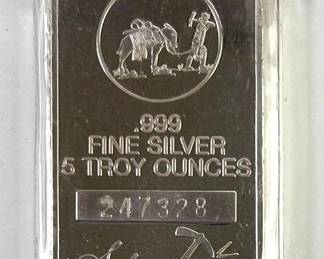 .999
FINE SILVER
5 TROY OUNCES
247328